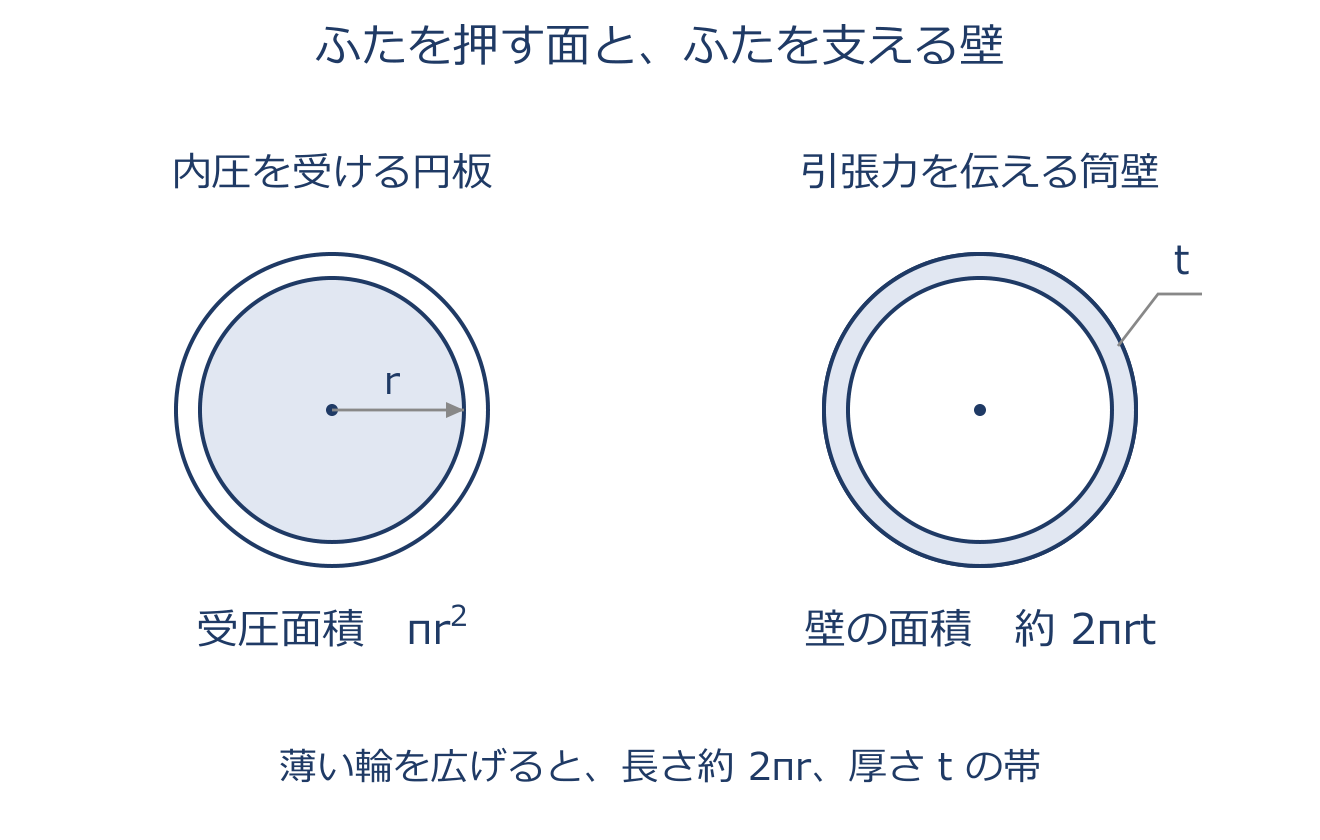 ふたを押す面と、ふたを支える壁
内圧を受ける円板
引張力を伝える筒壁
r
t
受圧面積　πr²
壁の面積　約 2πrt
薄い輪を広げると、長さ約 2πr、厚さ t の帯